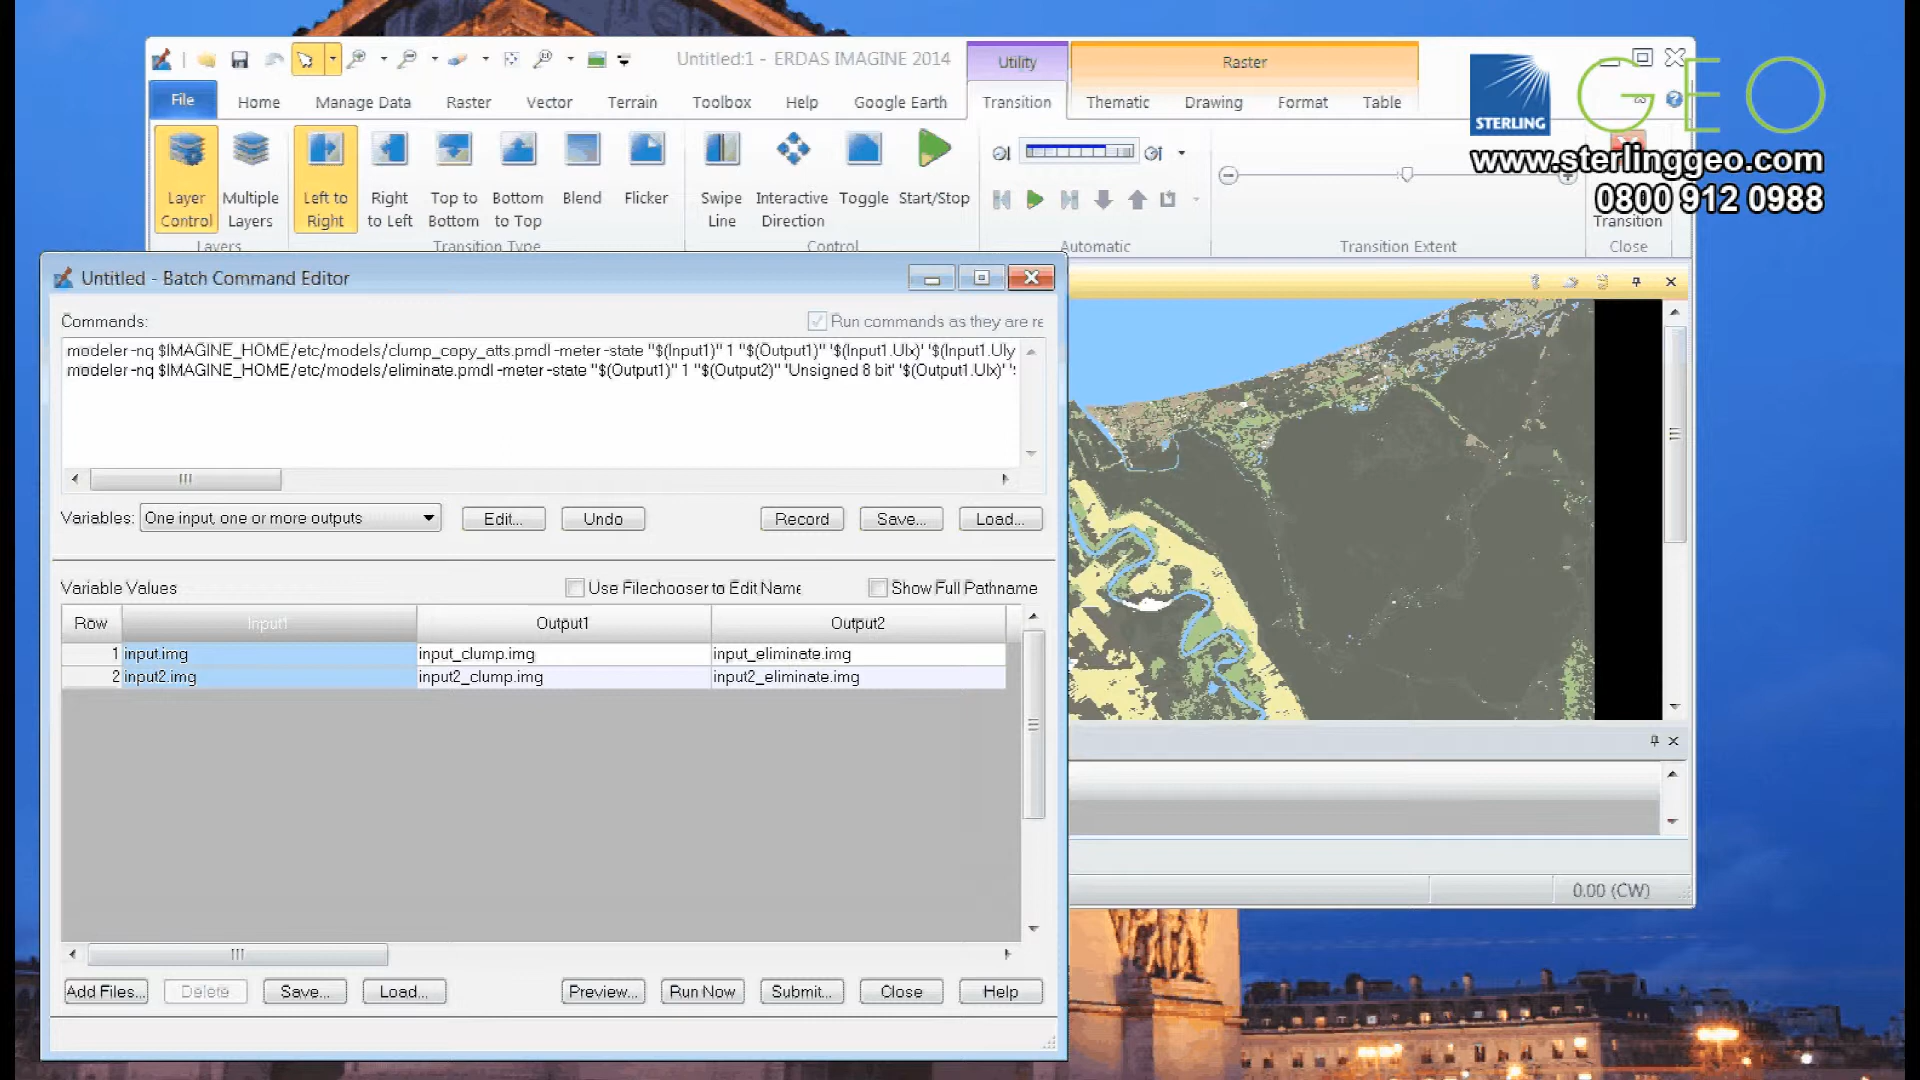 Untitled:1 - ERDAS IMAGINE 2014
Utility
Raster
File
Home
Manage Data
Raster
Vector
Terrain
Toolbox
Help
Google Earth
Transition
Thematic
Drawing
Format
Table
STERLING
GEO
www.sterlinggeo.com
0800 912 0988
Layer
Control
Multiple
Layers
Left to
Right
Right
to Left
Top to
Bottom
Bottom
to Top
Blend
Flicker
Swipe
Line
Interactive
Direction
Toggle
Start/Stop
Transition
Layers
Transition Type
Control
Automatic
Transition Extent
Close
Untitled - Batch Command Editor
Commands:
Run commands as they are re
modeler -nq $IMAGINE_HOME/etc/models/clump_copy_atts.pmdl -meter -state "$(Input1)" 1 "$(Output1)" '$(Input1.Ulx)' '$(Input1.Uly
modeler -nq $IMAGINE_HOME/etc/models/eliminate.pmdl -meter -state "$(Output1)" 1 "$(Output2)" 'Unsigned 8 bit' '$(Output1.Ulx)' '
Variables:
One input, one or more outputs
Edit...
Undo
Record
Save...
Load...
Variable Values
Use Filechooser to Edit Name
Show Full Pathname
Row
Input1
Output1
Output2
1 input.img input_clump.img input_eliminate.img
2 input2.img input2_clump.img input2_eliminate.img
Add Files...
Delete
Save...
Load...
Preview...
Run Now
Submit...
Close
Help
0.00 (CW)